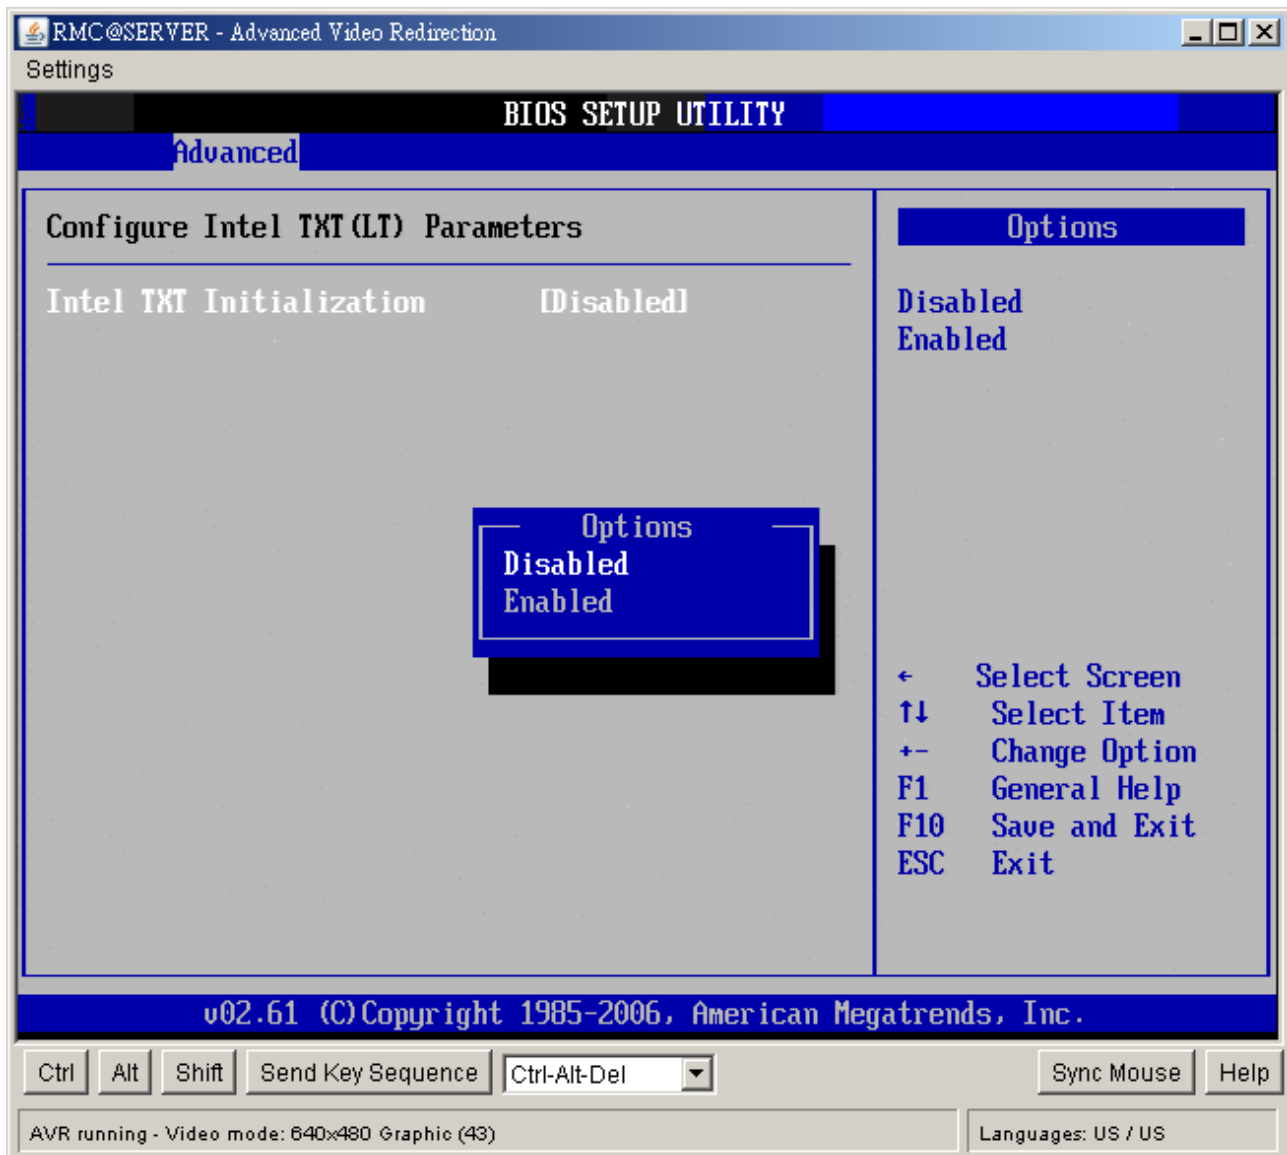 RMC@SERVER - Advanced Video Redirection
Settings
BIOS SETUP UTILITY
Advanced
Configure Intel TXT(LT) Parameters
Intel TXT Initialization [Disabled]
Options
Disabled
Enabled
Options
Disabled
Enabled
← Select Screen
↑↓ Select Item
+- Change Option
F1 General Help
F10 Save and Exit
ESC Exit
v02.61 (C)Copyright 1985-2006, American Megatrends, Inc.
Ctrl Alt Shift Send Key Sequence Ctrl-Alt-Del Sync Mouse Help
AVR running - Video mode: 640x480 Graphic (43) Languages: US / US